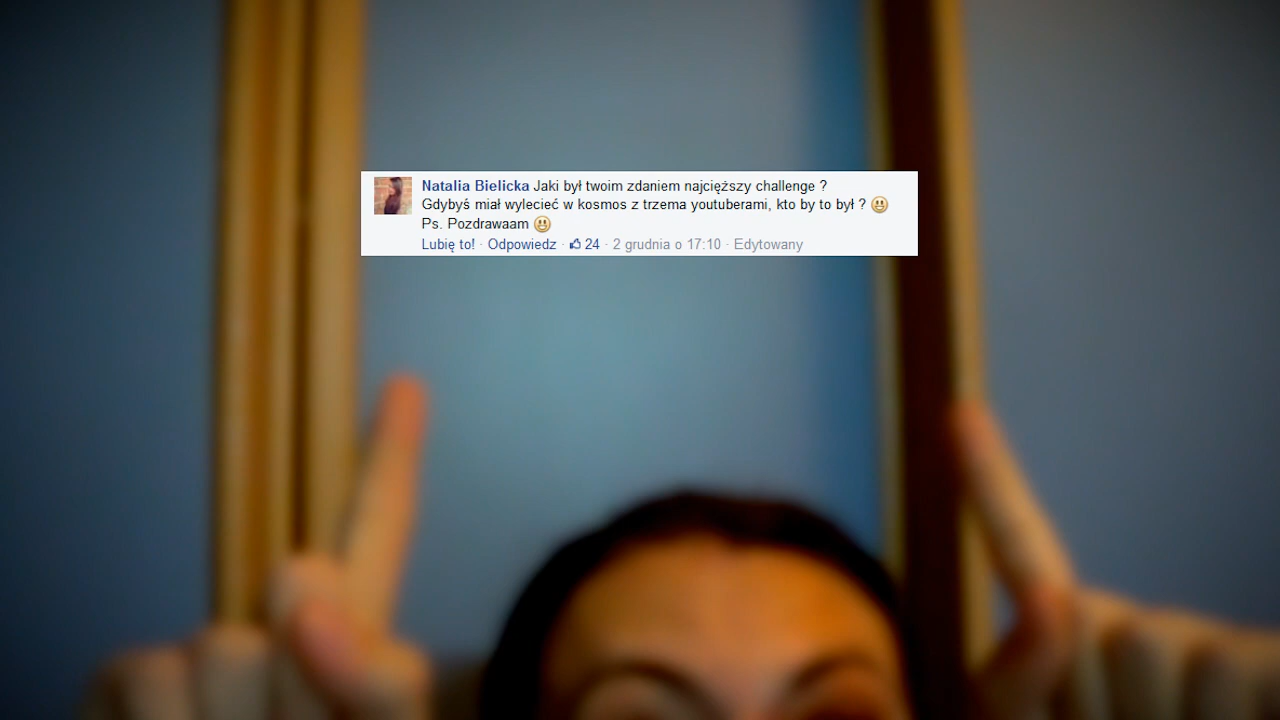 Natalia Bielicka Jaki był twoim zdaniem najcięższy challenge ?
Gdybyś miał wylecieć w kosmos z trzema youtuberami, kto by to był ? 😃
Ps. Pozdrawaam 😃
Lubię to! · Odpowiedz · 24 · 2 grudnia o 17:10 · Edytowany